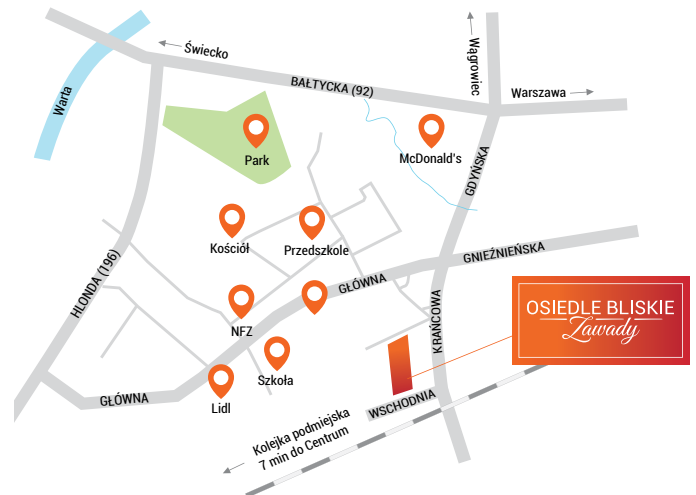 Świecko
Wągrowiec
Warta
BAŁTYCKA (92)
Warszawa
Park
McDonald's
GDYŃSKA
Kościół
Przedszkole
HLONDA (196)
GNIEŹNIEŃSKA
GŁÓWNA
NFZ
KRAŃCOWA
OSIEDLE BLISKIE
Zawady
Szkoła
GŁÓWNA
Lidl
WSCHODNIA
Kolejka podmiejska
7 min do Centrum